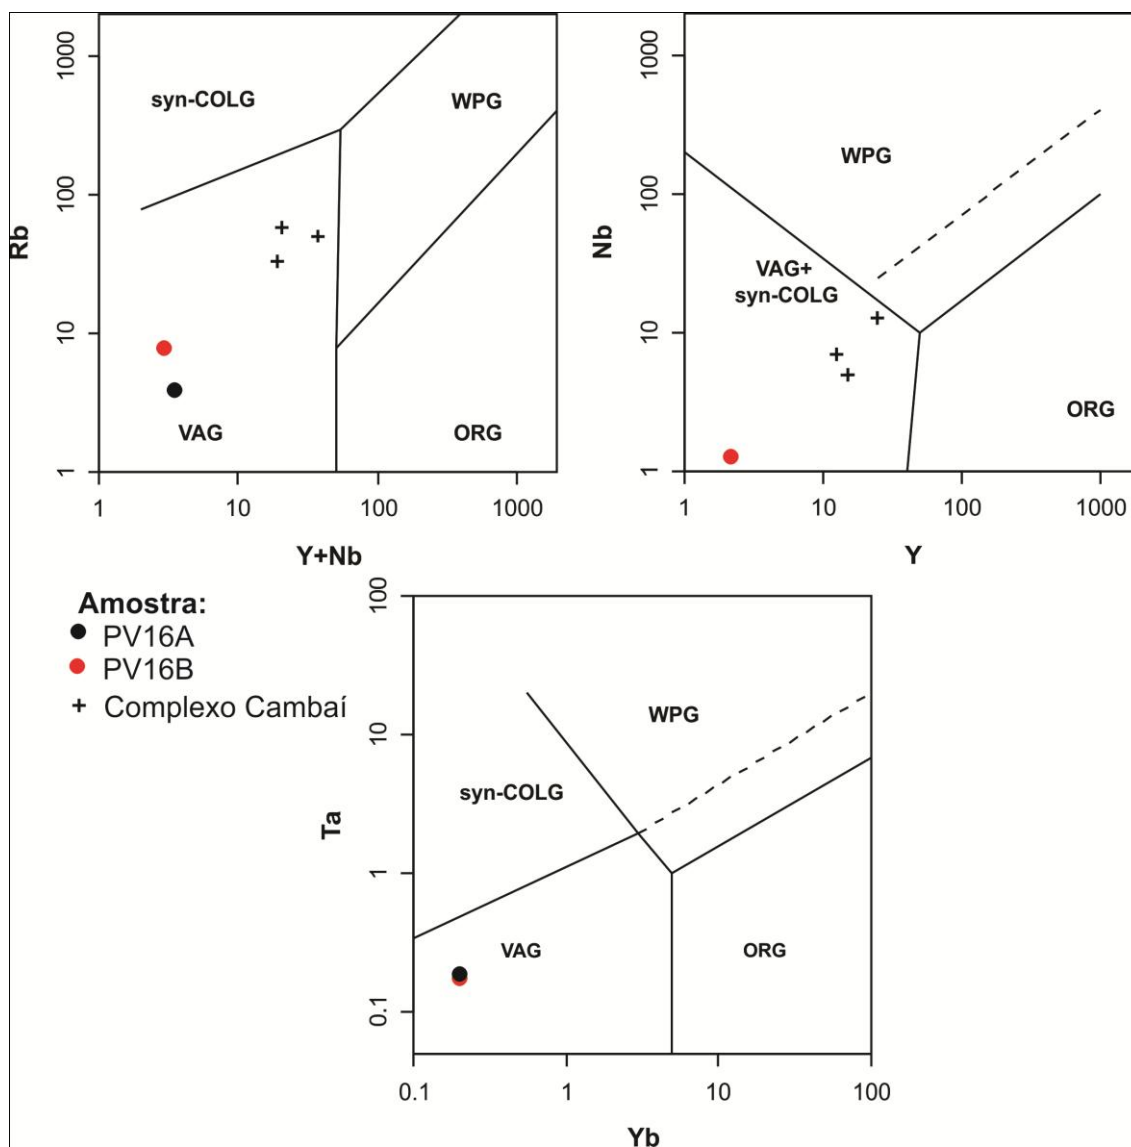 1000
100
10
1
Rb
syn-COLG
WPG
VAG
ORG
1
10
100
1000
Y+Nb
1000
100
10
1
Nb
WPG
VAG+
syn-COLG
ORG
1
10
100
1000
Y
Amostra:
PV16A
PV16B
Complexo Cambaí
100
10
1
0.1
Ta
WPG
syn-COLG
VAG
ORG
0.1
1
10
100
Yb